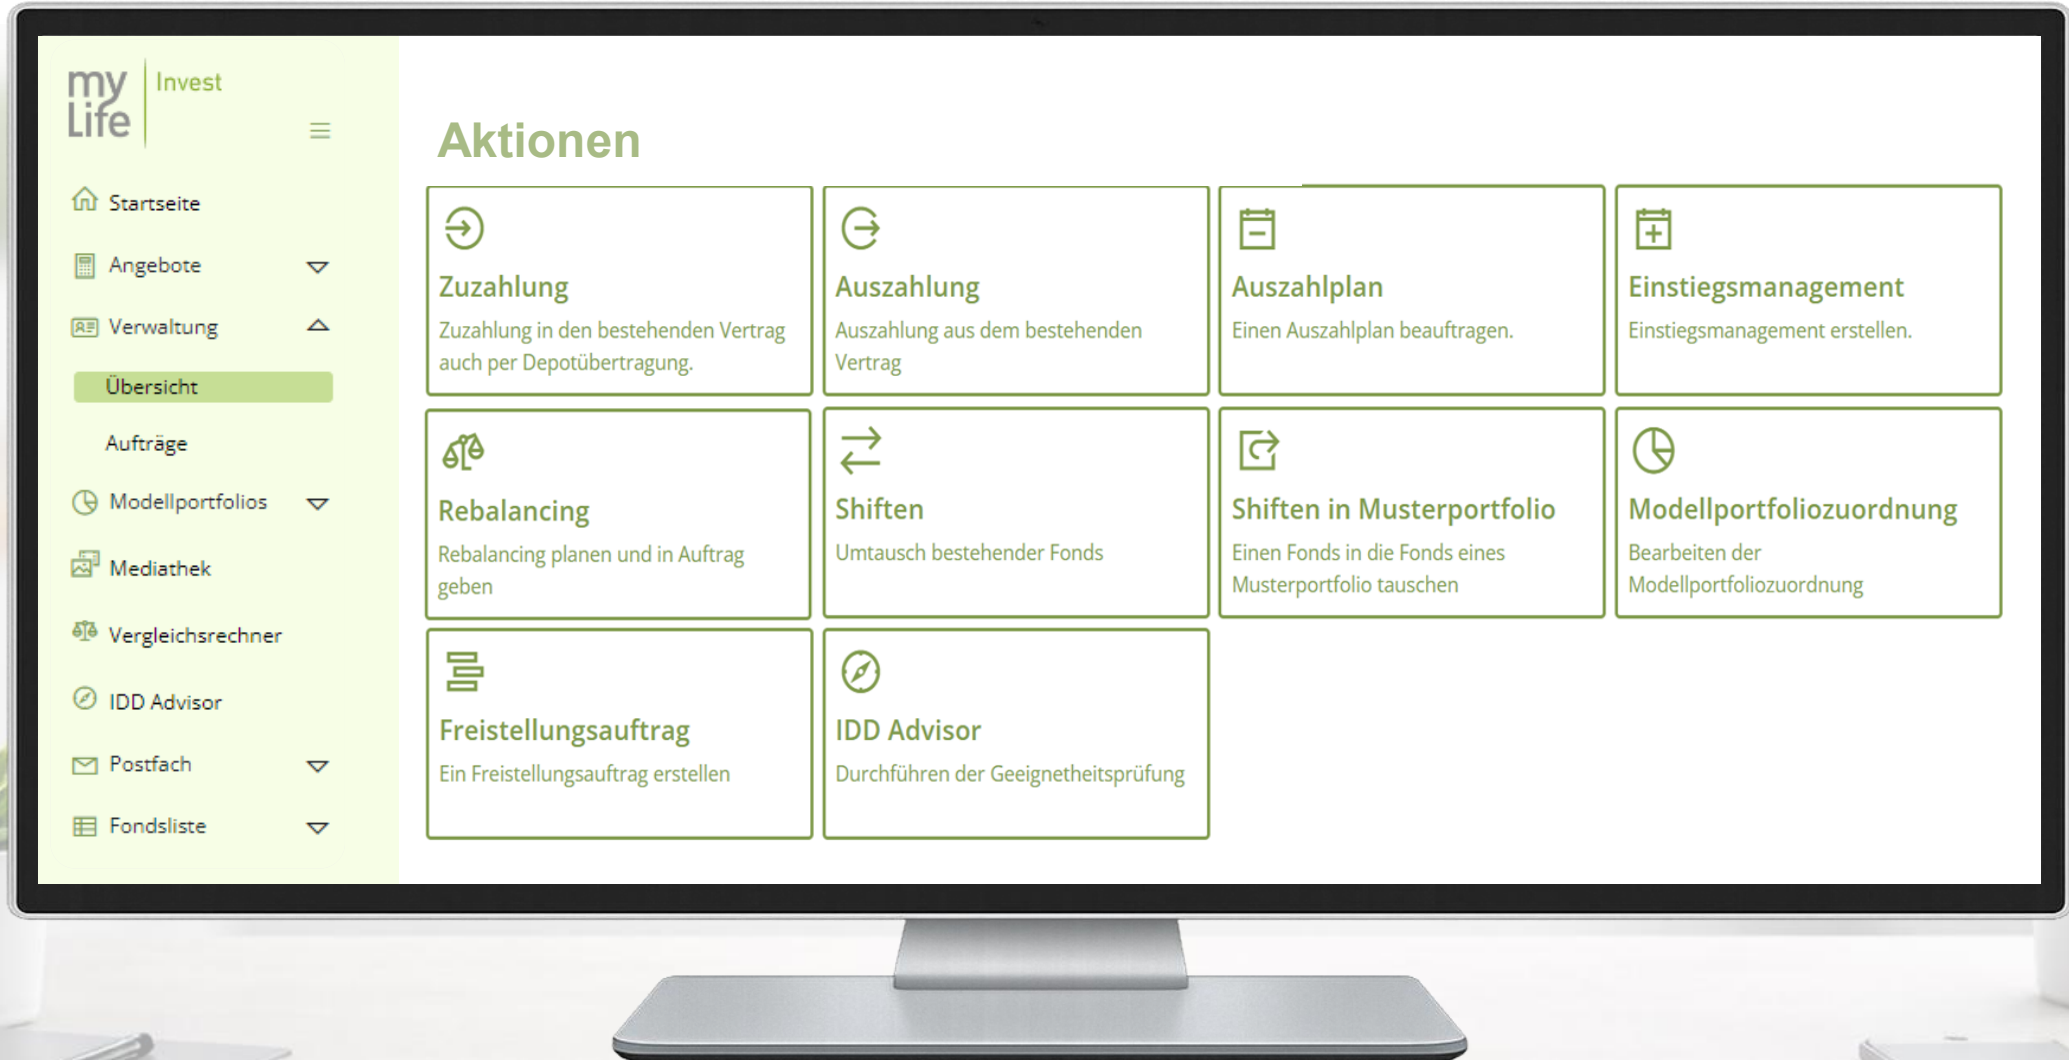 my
Life
Invest
Startseite
Angebote
Verwaltung
Übersicht
Aufträge
Modellportfolios
Mediathek
Vergleichsrechner
IDD Advisor
Postfach
Fondsliste
Aktionen
Zuzahlung
Zuzahlung in den bestehenden Vertrag
auch per Depotübertragung.
Auszahlung
Auszahlung aus dem bestehenden
Vertrag
Auszahlplan
Einen Auszahlplan beauftragen.
Einstiegsmanagement
Einstiegsmanagement erstellen.
Rebalancing
Rebalancing planen und in Auftrag
geben
Shiften
Umtausch bestehender Fonds
Shiften in Musterportfolio
Einen Fonds in die Fonds eines
Musterportfolio tauschen
Modellportfoliozuordnung
Bearbeiten der
Modellportfoliozuordnung
Freistellungsauftrag
Ein Freistellungsauftrag erstellen
IDD Advisor
Durchführen der Geeignetheitsprüfung